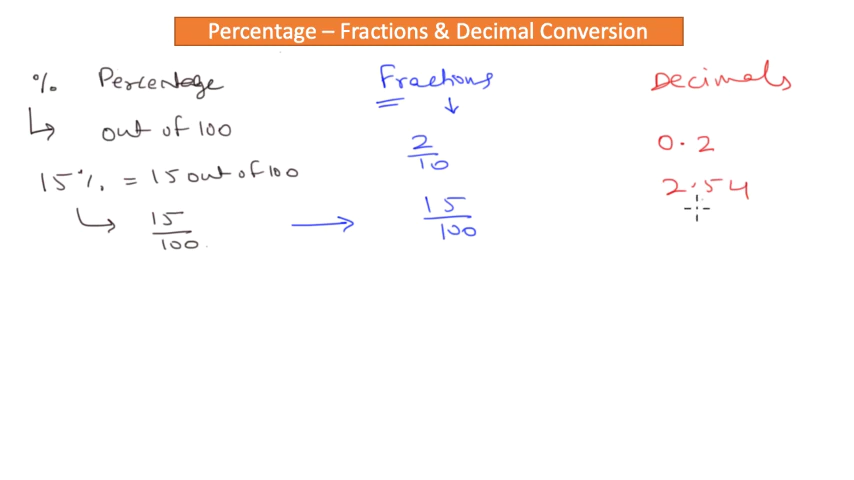 Percentage – Fractions & Decimal Conversion
% Percentage
out of 100
15% = 15 out of 100
15
100
Fractions
2
10
15
100
Decimals
0.2
2.54